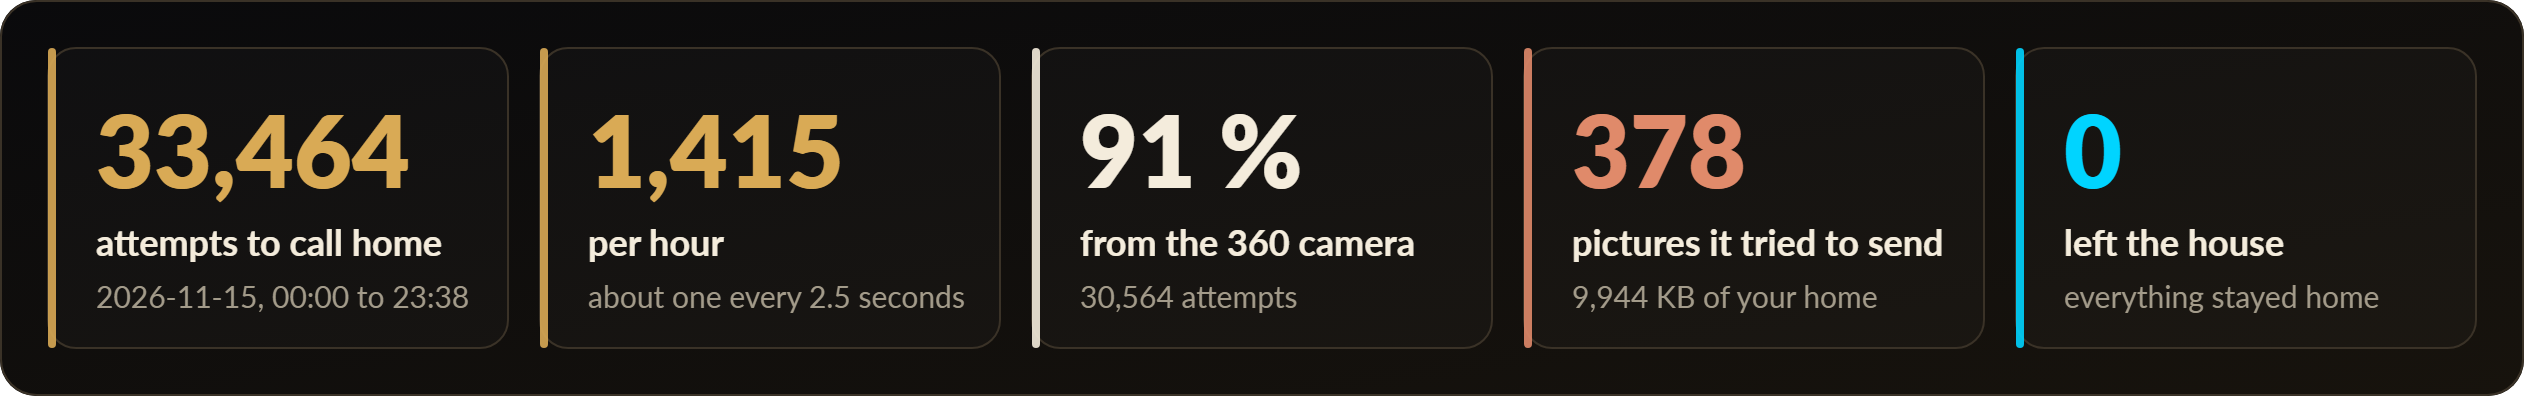 33,464
attempts to call home
2026-11-15, 00:00 to 23:38
1,415
per hour
about one every 2.5 seconds
91 %
from the 360 camera
30,564 attempts
378
pictures it tried to send
9,944 KB of your home
0
left the house
everything stayed home